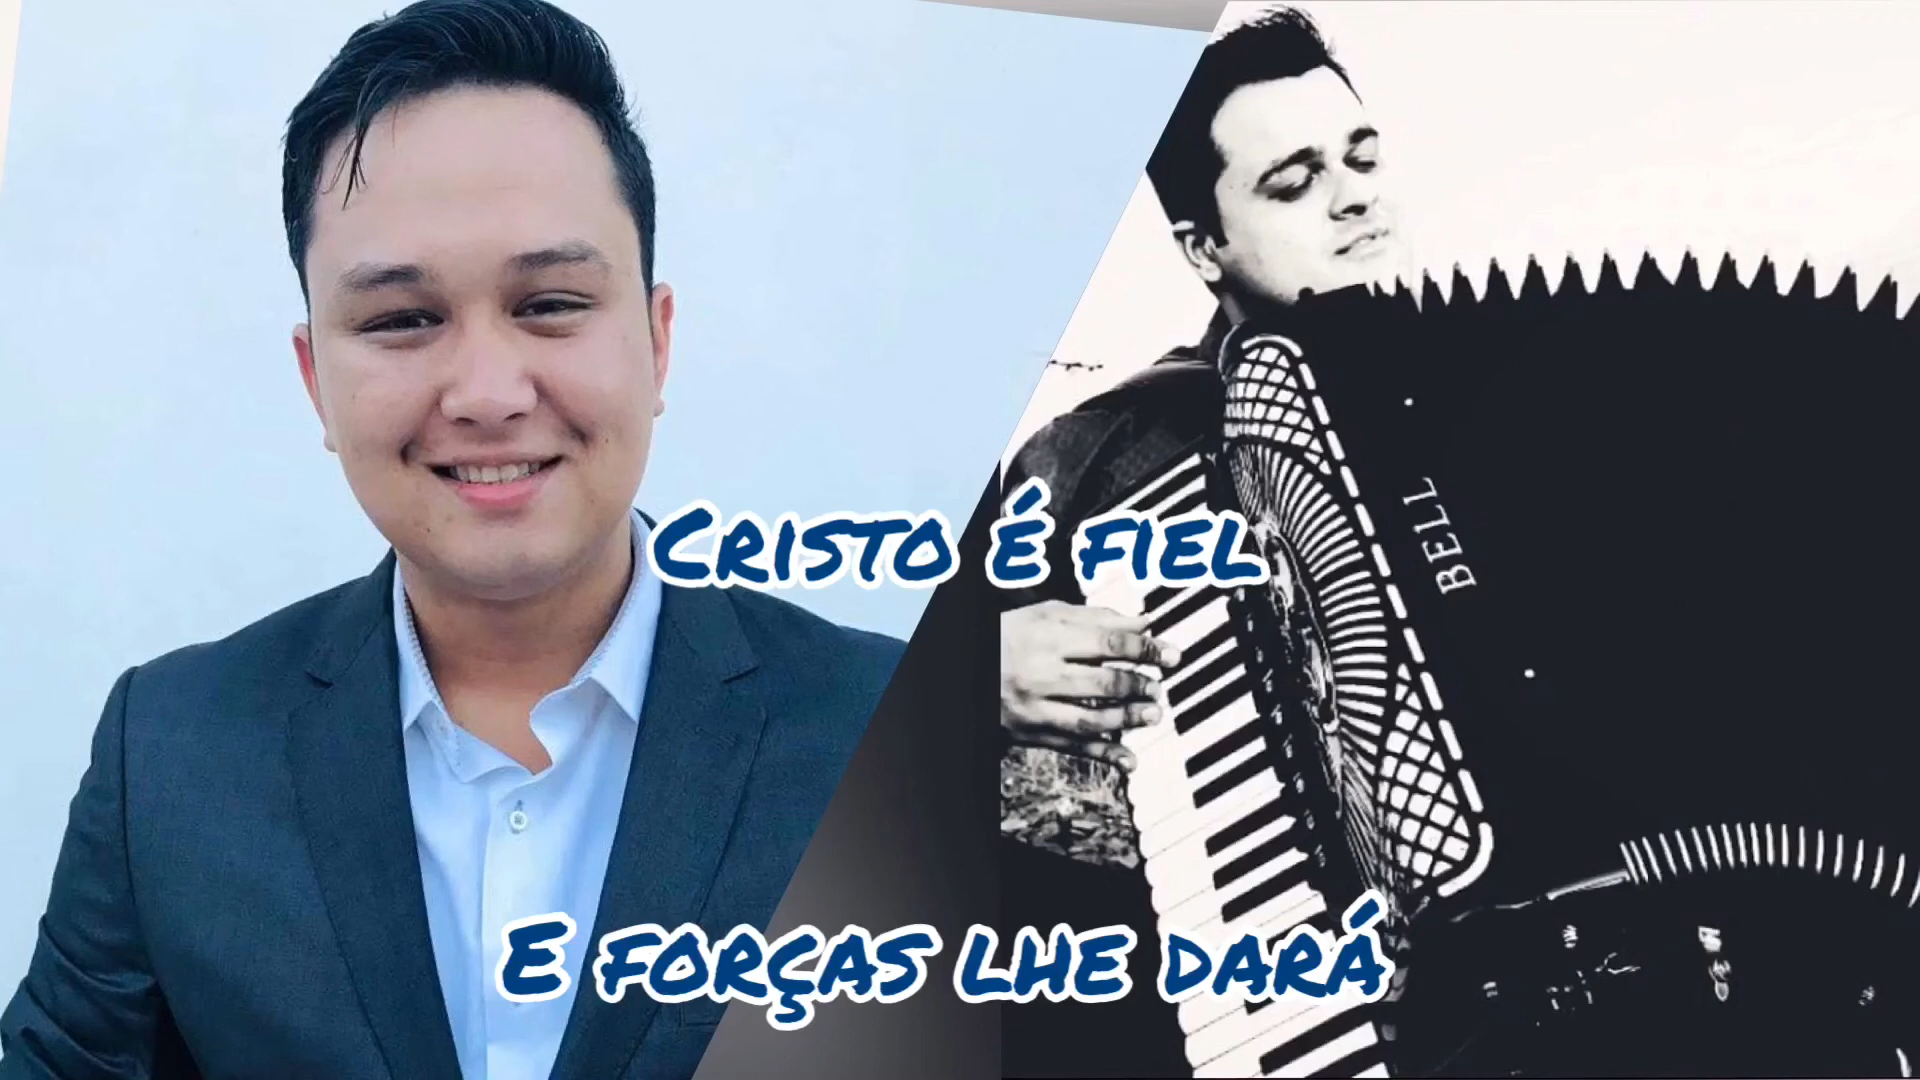 Cristo é fiel
BELL
E forças lhe dará